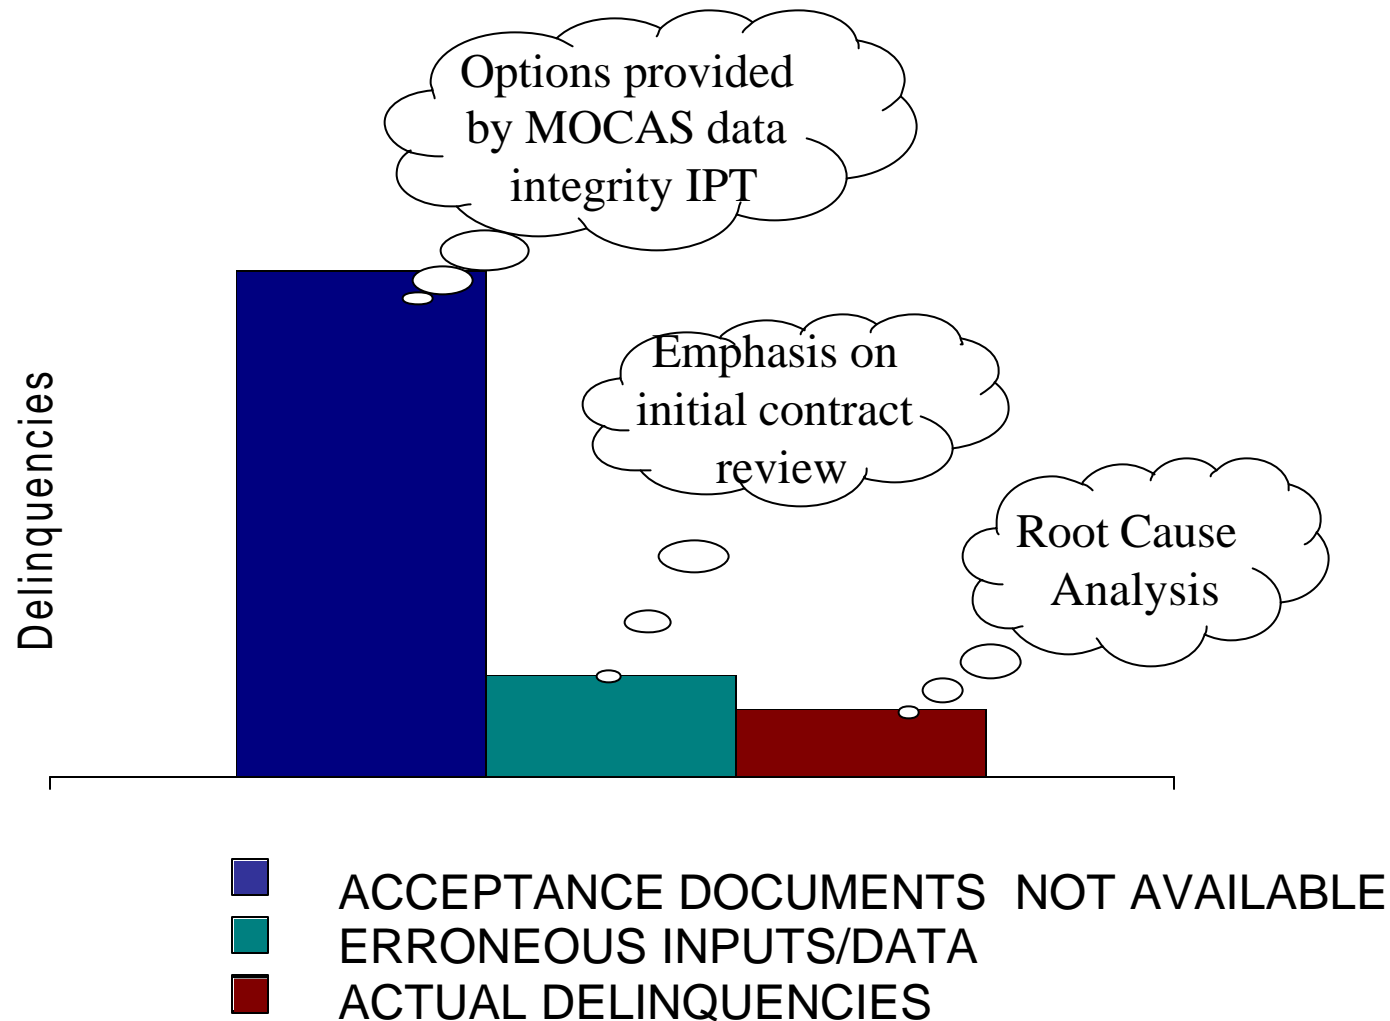 Options provided
by MOCAS data
integrity IPT
Emphasis on
initial contract
review
Root Cause
Analysis
Delinquencies
ACCEPTANCE DOCUMENTS  NOT AVAILABLE
ERRONEOUS INPUTS/DATA
ACTUAL DELINQUENCIES